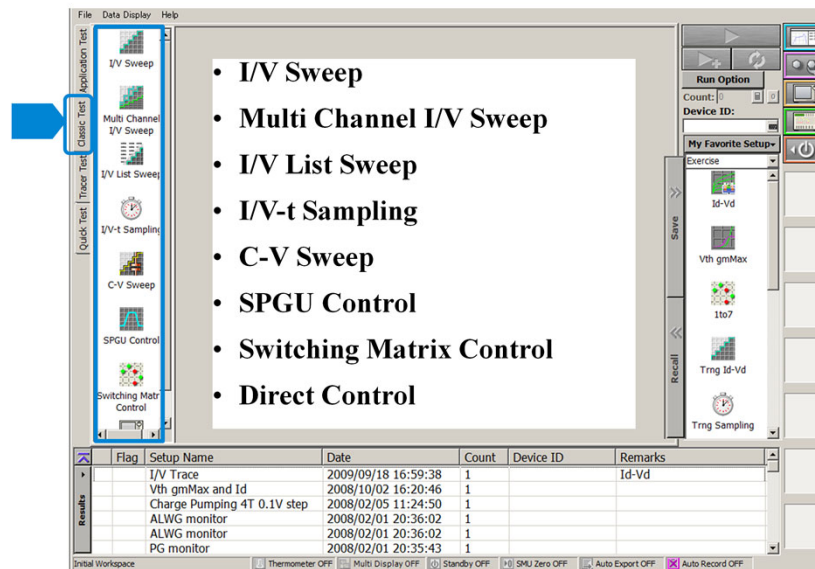 File Data Display Help
Application Test
Classic Test
Tracer Test
Quick Test
I/V Sweep
Multi Channel
I/V Sweep
I/V List Sweep
I/V-t Sampling
C-V Sweep
SPGU Control
Switching Matri
Control
• I/V Sweep
• Multi Channel I/V Sweep
• I/V List Sweep
• I/V-t Sampling
• C-V Sweep
• SPGU Control
• Switching Matrix Control
• Direct Control
Save
Recall
Run Option
Count: 0 0
Device ID:
My Favorite Setup
Exercise
Id-Vd
Vth gmMax
1to7
Trng Id-Vd
Trng Sampling
Results
Flag Setup Name Date Count Device ID Remarks
I/V Trace 2009/09/18 16:59:38 1 Id-Vd
Vth gmMax and Id 2008/10/02 16:20:46 1
Charge Pumping 4T 0.1V step 2008/02/05 11:24:50 1
ALWG monitor 2008/02/01 20:36:02 1
ALWG monitor 2008/02/01 20:36:02 1
PG monitor 2008/02/01 20:35:43 1
Initial Workspace Thermometer OFF Multi Display OFF Standby OFF SMU Zero OFF Auto Export OFF Auto Record OFF